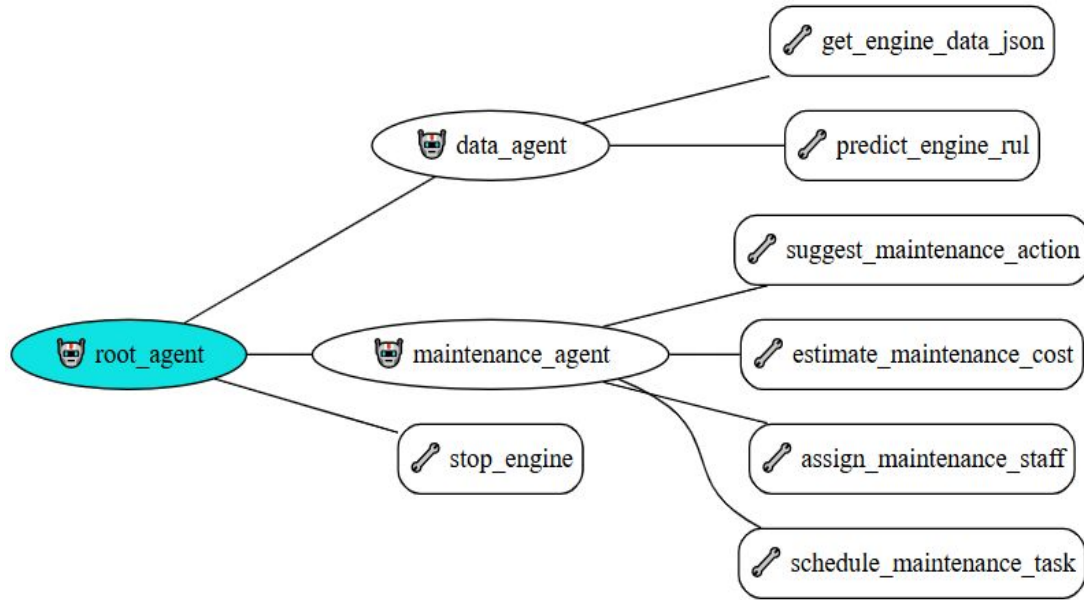 get_engine_data_json
data_agent
predict_engine_rul
suggest_maintenance_action
root_agent
maintenance_agent
estimate_maintenance_cost
stop_engine
assign_maintenance_staff
schedule_maintenance_task